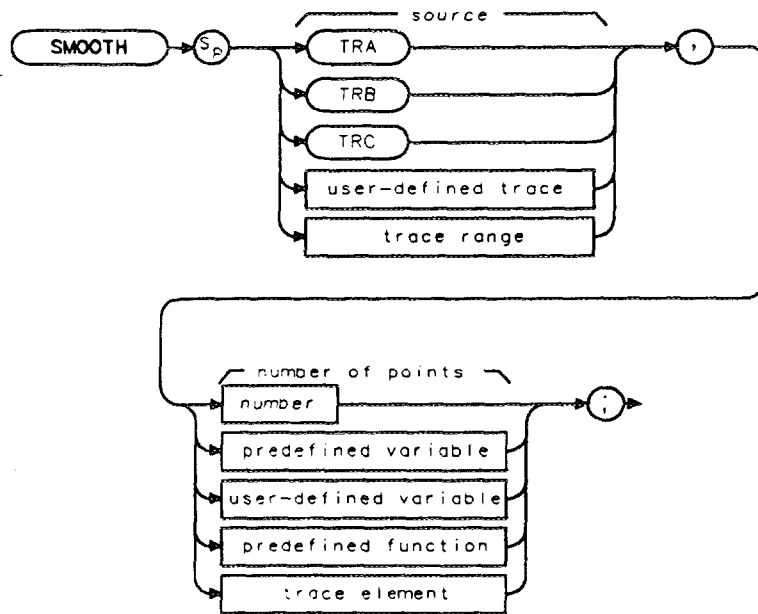 source
SMOOTH Sp TRA ,
TRB
TRC
user-defined trace
trace range
number of points
number ;
predefined variable
user-defined variable
predefined function
trace element